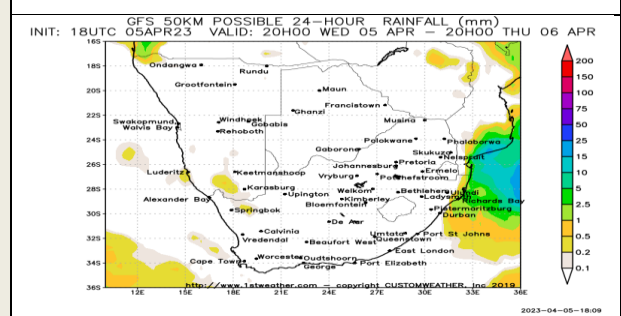 GFS 50KM POSSIBLE 24-HOUR RAINFALL (mm)
INIT: 18UTC 05APR23 VALID: 20H00 WED 05 APR - 20H00 THU 06 APR
16S
18S
20S
22S
24S
26S
28S
30S
32S
34S
36S
Ondangwa
Rundu
Grootfontein
Maun
Francistown
Ghanzi
Musina
Windhoek
Gobabis
Swakopmund
Walvis Bay
Rehoboth
Polokwane
Phalaborwa
Gaborone
Skukuza
Nelspruit
Pretoria
Johannesburg
Ermelo
Luderitz
Keetmanshoop
Vryburg
Potchefstroom
Karasburg
Upington
Welkom
Bethlehem
Ulundi
Alexander Bay
Kimberley
Ladysmith
Richards Bay
Bloemfontein
Springbok
Pietermaritzburg
Durban
De Aar
Calvinia
Umtata
Port St Johns
Vredendal
Beaufort West
Queenstown
East London
Cape Town
Worcester
Oudtshoorn
George
Port Elizabeth
http://www.1stweather.com - copyright CUSTOMWEATHER, Inc 2019
12E 15E 18E 21E 24E 27E 30E 33E 36E
200
150
100
75
50
25
15
10
5
2.5
1
0.5
0.2
0.1
2023-04-05-18:09